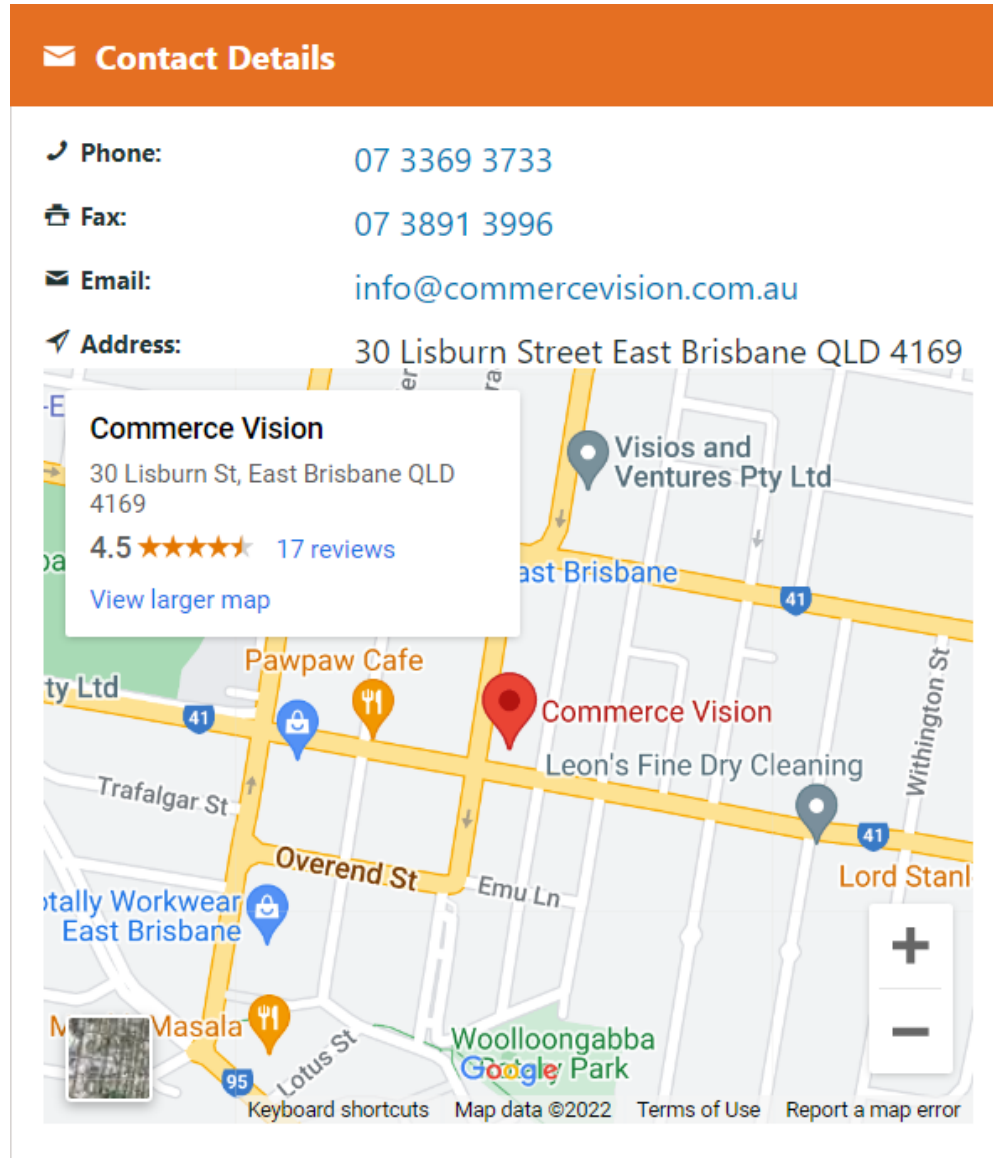 Contact Details
Phone:
07 3369 3733
Fax:
07 3891 3996
Email:
info@commercevision.com.au
Address:
30 Lisburn Street East Brisbane QLD 4169
Commerce Vision
30 Lisburn St, East Brisbane QLD
4169
4.5
17 reviews
View larger map
Visios and
Ventures Pty Ltd
East Brisbane
41
Pawpaw Cafe
ty Ltd
41
Commerce Vision
Withington St
Leon's Fine Dry Cleaning
Trafalgar St
41
Overend St
Emu Ln
Lord Stanl
otally Workwear
East Brisbane
Masala
Lotus St
95
Woolloongabba
Park
Google
Keyboard shortcuts
Map data ©2022
Terms of Use
Report a map error